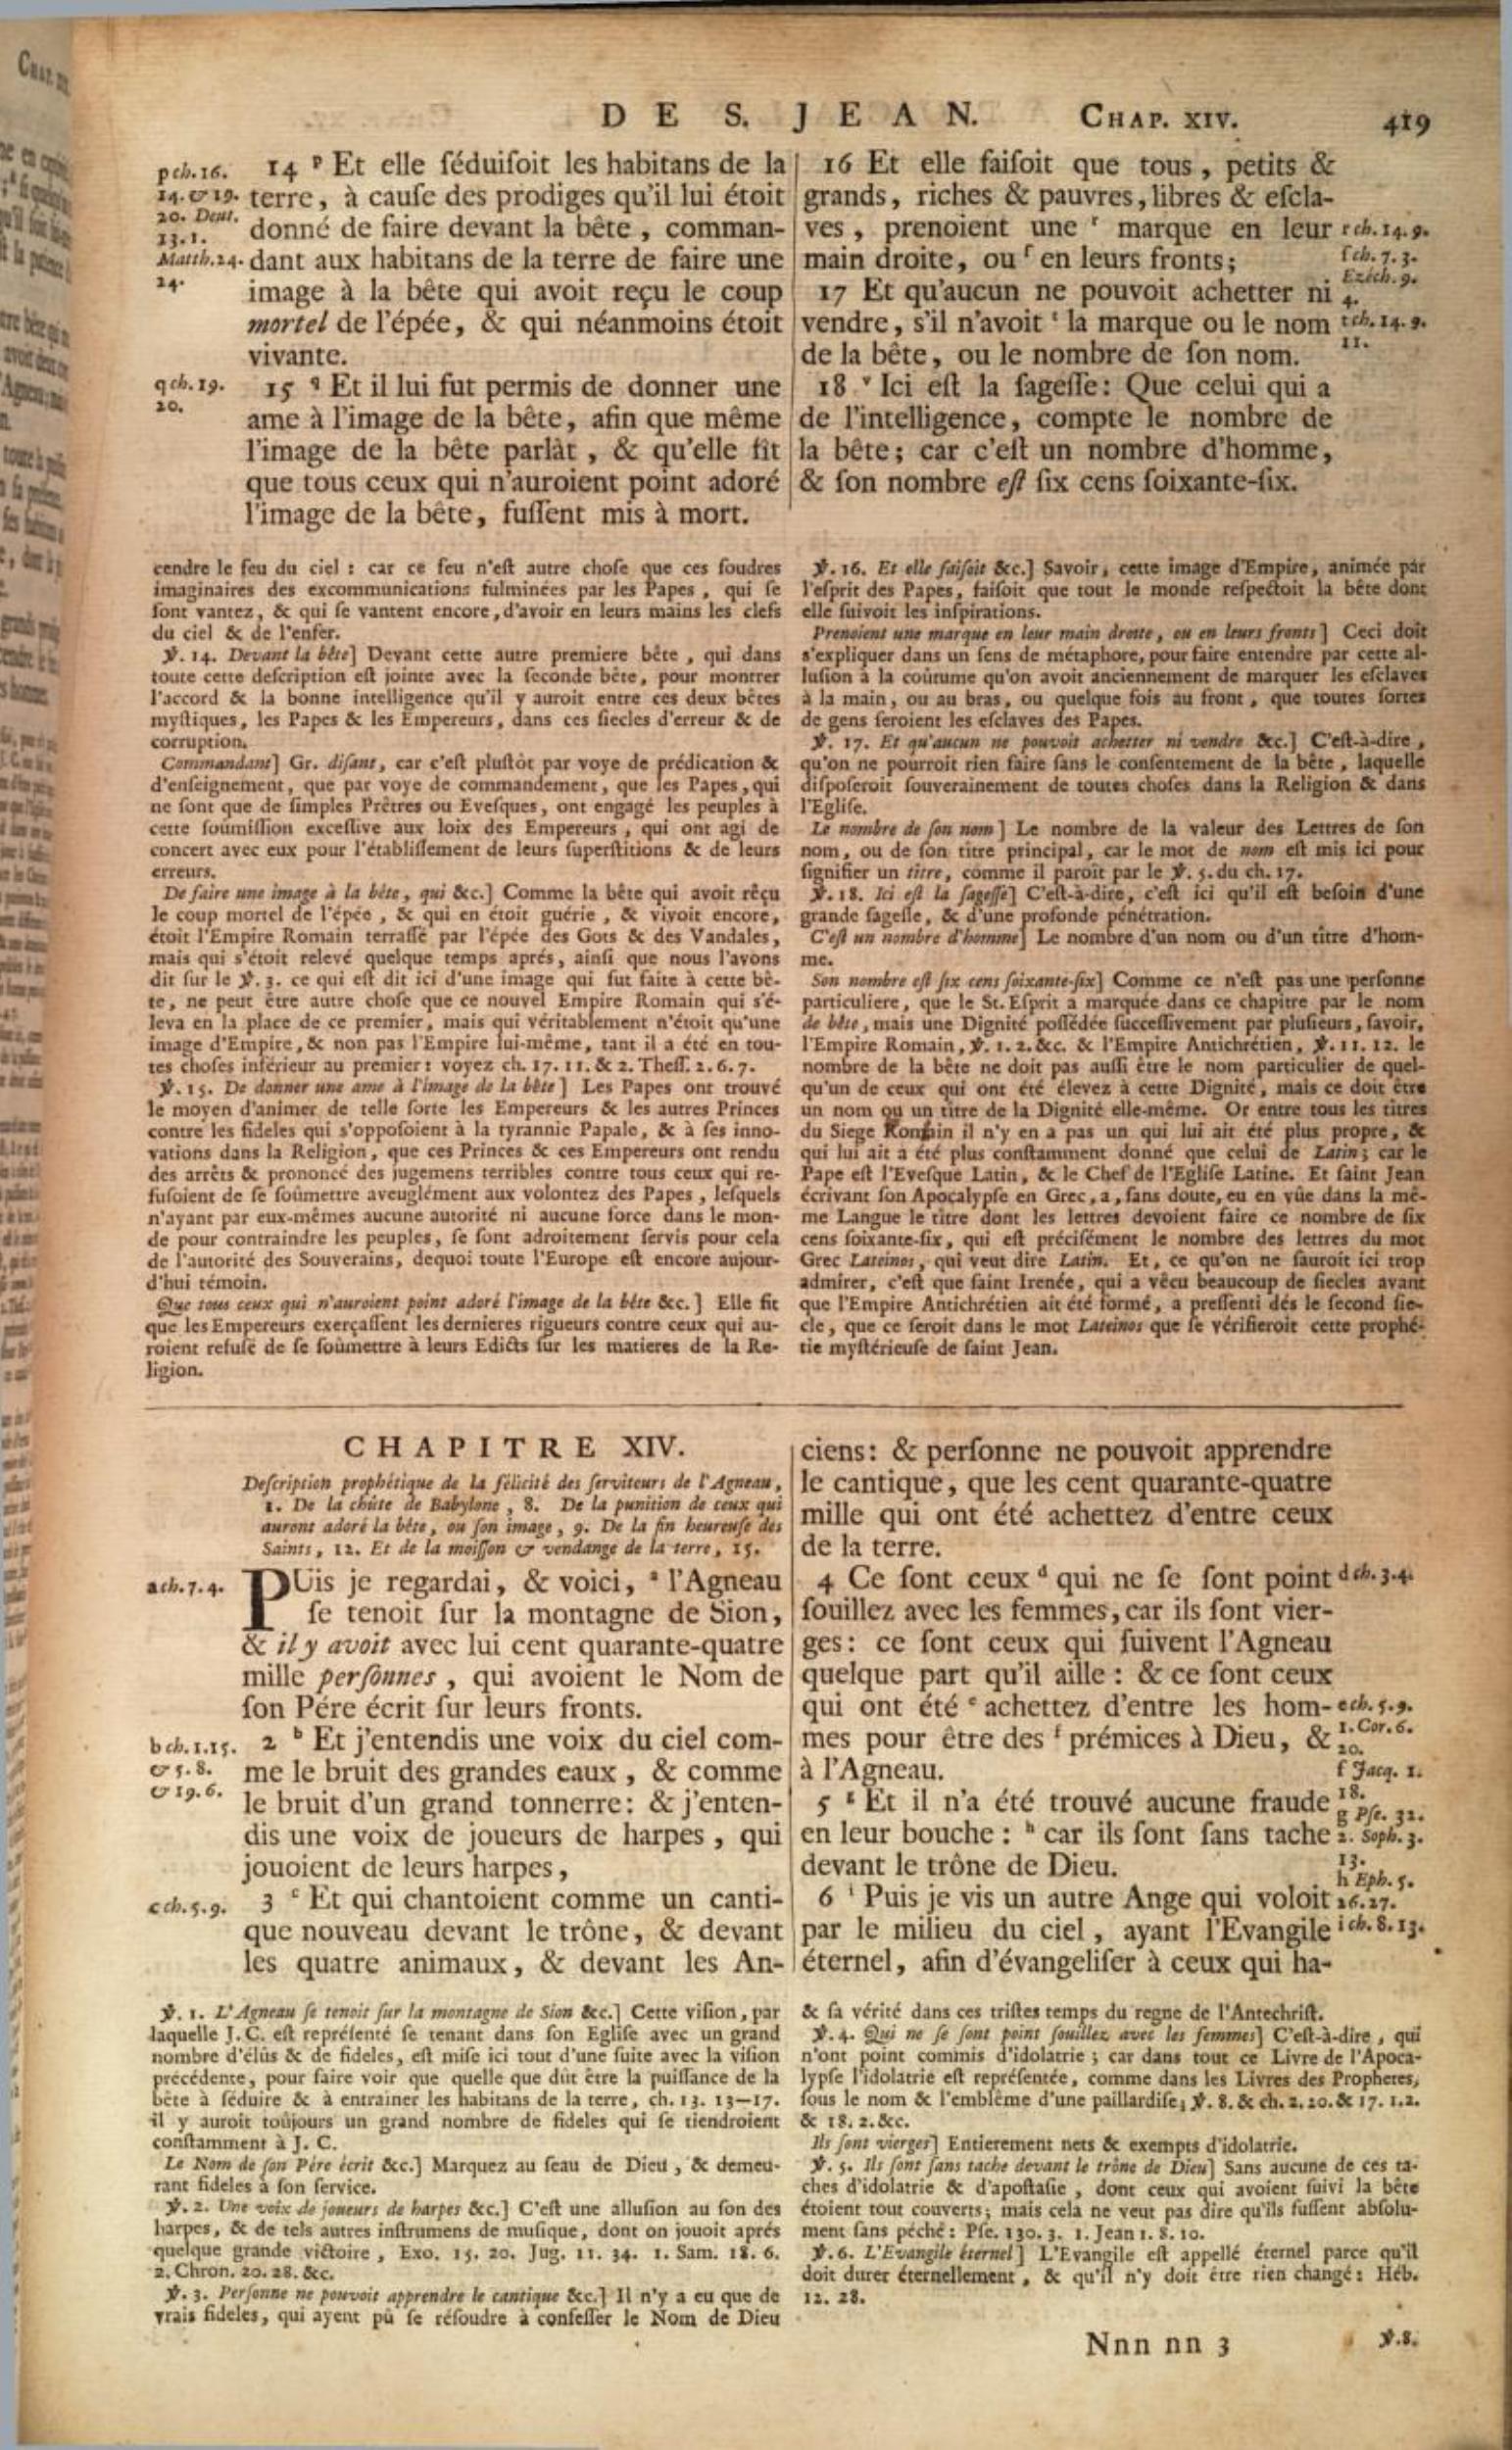 DE S. JEAN. CHAP. XIV. 419
p ch. 16.
14. & 19.
20. Deut.
13. 1.
Matth. 24.
24.
14 ᵖ Et elle ſéduiſoit les habitans de la
terre, à cauſe des prodiges qu'il lui étoit
donné de faire devant la bête, comman-
dant aux habitans de la terre de faire une
image à la bête qui avoit reçu le coup
mortel de l'épée, & qui néanmoins étoit
vivante.
q ch. 19.
20.
15 ᑫ Et il lui fut permis de donner une
ame à l'image de la bête, afin que même
l'image de la bête parlàt, & qu'elle fît
que tous ceux qui n'auroient point adoré
l'image de la bête, fuſſent mis à mort.
16 Et elle faiſoit que tous, petits &
grands, riches & pauvres, libres & eſcla-
ves, prenoient une ʳ marque en leur
main droite, ou ᶠ en leurs fronts;
17 Et qu'aucun ne pouvoit achetter ni
vendre, s'il n'avoit ᵗ la marque ou le nom
de la bête, ou le nombre de ſon nom.
18 ᵛ Ici eſt la ſageſſe: Que celui qui a
de l'intelligence, compte le nombre de
la bête; car c'eſt un nombre d'homme,
& ſon nombre eſt ſix cens ſoixante-ſix.
r ch. 14. 9.
ſ ch. 7. 3.
Ezéch. 9.
4.
t ch. 14. 9.
11.
cendre le feu du ciel : car ce feu n'eſt autre choſe que ces foudres
imaginaires des excommunications fulminées par les Papes, qui ſe
ſont vantez, & qui ſe vantent encore, d'avoir en leurs mains les clefs
du ciel & de l'enfer.
℣. 14. Devant la bête] Devant cette autre premiere bête, qui dans
toute cette deſcription eſt jointe avec la ſeconde bête, pour montrer
l'accord & la bonne intelligence qu'il y auroit entre ces deux bêtes
myſtiques, les Papes & les Empereurs, dans ces ſiecles d'erreur & de
corruption.
Commandant] Gr. diſant, car c'eſt pluſtôt par voye de prédication &
d'enſeignement, que par voye de commandement, que les Papes, qui
ne ſont que de ſimples Prêtres ou Eveſques, ont engagé les peuples à
cette ſoumiſſion exceſſive aux loix des Empereurs, qui ont agi de
concert avec eux pour l'établiſſement de leurs ſuperſtitions & de leurs
erreurs.
De faire une image à la bête, qui &c.] Comme la bête qui avoit rêçu
le coup mortel de l'épée, & qui en étoit guérie, & vivoit encore,
étoit l'Empire Romain terraſſé par l'épée des Gots & des Vandales,
mais qui s'étoit relevé quelque temps aprés, ainſi que nous l'avons
dit ſur le ℣. 3. ce qui eſt dit ici d'une image qui fut faite à cette bê-
te, ne peut être autre choſe que ce nouvel Empire Romain qui s'é-
leva en la place de ce premier, mais qui véritablement n'étoit qu'une
image d'Empire, & non pas l'Empire lui-même, tant il a été en tou-
tes choſes inférieur au premier: voyez ch. 17. 11. & 2. Theſſ. 2. 6. 7.
℣. 15. De donner une ame à l'image de la bête] Les Papes ont trouvé
le moyen d'animer de telle ſorte les Empereurs & les autres Princes
contre les fideles qui s'oppoſoient à la tyrannie Papale, & à ſes inno-
vations dans la Religion, que ces Princes & ces Empereurs ont rendu
des arrêts & prononcé des jugemens terribles contre tous ceux qui re-
fuſoient de ſe ſoûmettre aveuglément aux volontez des Papes, leſquels
n'ayant par eux-mêmes aucune autorité ni aucune force dans le mon-
de pour contraindre les peuples, ſe ſont adroitement ſervis pour cela
de l'autorité des Souverains, dequoi toute l'Europe eſt encore aujour-
d'hui témoin.
Que tous ceux qui n'auroient point adoré l'image de la bête &c.] Elle fit
que les Empereurs exerçaſſent les dernieres rigueurs contre ceux qui au-
roient refuſé de ſe ſoûmettre à leurs Edicts ſur les matieres de la Re-
ligion.
℣. 16. Et elle faiſoit &c.] Savoir, cette image d'Empire, animée par
l'eſprit des Papes, faiſoit que tout le monde reſpectoit la bête dont
elle ſuivoit les inſpirations.
Prenoient une marque en leur main droite, ou en leurs fronts] Ceci doit
s'expliquer dans un ſens de métaphore, pour faire entendre par cette al-
luſion à la coûtume qu'on avoit anciennement de marquer les eſclaves
à la main, ou au bras, ou quelque fois au front, que toutes ſortes
de gens ſeroient les eſclaves des Papes.
℣. 17. Et qu'aucun ne pouvoit achetter ni vendre &c.] C'eſt-à-dire,
qu'on ne pourroit rien faire ſans le conſentement de la bête, laquelle
diſpoſeroit ſouverainement de toutes choſes dans la Religion & dans
l'Egliſe.
Le nombre de ſon nom] Le nombre de la valeur des Lettres de ſon
nom, ou de ſon titre principal, car le mot de nom eſt mis ici pour
ſignifier un titre, comme il paroît par le ℣. 5. du ch. 17.
℣. 18. Ici eſt la ſageſſe] C'eſt-à-dire, c'eſt ici qu'il eſt beſoin d'une
grande ſageſſe, & d'une profonde pénétration.
C'eſt un nombre d'homme] Le nombre d'un nom ou d'un titre d'hom-
me.
Son nombre eſt ſix cens ſoixante-ſix] Comme ce n'eſt pas une perſonne
particuliere, que le St. Eſprit a marquée dans ce chapitre par le nom
de bête, mais une Dignité poſſédée ſucceſſivement par pluſieurs, ſavoir,
l'Empire Romain, ℣. 1. 2. &c. & l'Empire Antichrétien, ℣. 11. 12. le
nombre de la bête ne doit pas auſſi être le nom particulier de quel-
qu'un de ceux qui ont été élevez à cette Dignité, mais ce doit être
un nom ou un titre de la Dignité elle-même. Or entre tous les titres
du Siege Romain il n'y en a pas un qui lui ait été plus propre, &
qui lui ait a été plus conſtamment donné que celui de Latin; car le
Pape eſt l'Eveſque Latin, & le Chef de l'Egliſe Latine. Et ſaint Jean
écrivant ſon Apocalypſe en Grec, a, ſans doute, eu en vûe dans la mê-
me Langue le titre dont les lettres devoient faire ce nombre de ſix
cens ſoixante-ſix, qui eſt préciſément le nombre des lettres du mot
Grec Lateinos, qui veut dire Latin. Et, ce qu'on ne ſauroit ici trop
admirer, c'eſt que ſaint Irenée, qui a vêcu beaucoup de ſiecles avant
que l'Empire Antichrétien ait été formé, a preſſenti dés le ſecond ſie-
cle, que ce ſeroit dans le mot Lateinos que ſe vérifieroit cette prophé-
tie myſtérieuſe de ſaint Jean.
CHAPITRE XIV.
Deſcription prophétique de la félicité des ſerviteurs de l'Agneau,
1. De la chûte de Babylone, 8. De la punition de ceux qui
auront adoré la bête, ou ſon image, 9. De la fin heureuſe des
Saints, 12. Et de la moiſſon & vendange de la terre, 15.
a ch. 7. 4.
PUis je regardai, & voici, ᵃ l'Agneau
ſe tenoit ſur la montagne de Sion,
& il y avoit avec lui cent quarante-quatre
mille perſonnes, qui avoient le Nom de
ſon Pére écrit ſur leurs fronts.
b ch. 1. 15.
& 5. 8.
& 19. 6.
2 ᵇ Et j'entendis une voix du ciel com-
me le bruit des grandes eaux, & comme
le bruit d'un grand tonnerre: & j'enten-
dis une voix de joueurs de harpes, qui
jouoient de leurs harpes,
c ch. 5. 9.
3 ᶜ Et qui chantoient comme un canti-
que nouveau devant le trône, & devant
les quatre animaux, & devant les An-
ciens: & perſonne ne pouvoit apprendre
le cantique, que les cent quarante-quatre
mille qui ont été achettez d'entre ceux
de la terre.
4 Ce ſont ceux ᵈ qui ne ſe ſont point
ſouillez avec les femmes, car ils ſont vier-
ges: ce ſont ceux qui ſuivent l'Agneau
quelque part qu'il aille : & ce ſont ceux
qui ont été ᵉ achettez d'entre les hom-
mes pour être des ᶠ prémices à Dieu, &
à l'Agneau.
5 ᵍ Et il n'a été trouvé aucune fraude
en leur bouche : ʰ car ils ſont ſans tache
devant le trône de Dieu.
6 ⁱ Puis je vis un autre Ange qui voloit
par le milieu du ciel, ayant l'Evangile
éternel, afin d'évangeliſer à ceux qui ha-
d ch. 3. 4.
e ch. 5. 9.
1. Cor. 6.
20.
f Jacq. 1.
18.
g Pſe. 32.
2. Soph. 3.
13.
h Eph. 5.
26. 27.
i ch. 8. 13.
℣. 1. L'Agneau ſe tenoit ſur la montagne de Sion &c.] Cette viſion, par
laquelle J. C. eſt repréſenté ſe tenant dans ſon Egliſe avec un grand
nombre d'élûs & de fideles, eſt miſe ici tout d'une ſuite avec la viſion
précédente, pour faire voir que quelle que dût être la puiſſance de la
bête à ſéduire & à entrainer les habitans de la terre, ch. 13. 13—17.
il y auroit toûjours un grand nombre de fideles qui ſe tiendroient
conſtamment à J. C.
Le Nom de ſon Pére écrit &c.] Marquez au ſeau de Dieu, & demeu-
rant fideles à ſon ſervice.
℣. 2. Une voix de joueurs de harpes &c.] C'eſt une alluſion au ſon des
harpes, & de tels autres inſtrumens de muſique, dont on jouoit aprés
quelque grande victoire, Exo. 15. 20. Jug. 11. 34. 1. Sam. 18. 6.
2. Chron. 20. 28. &c.
℣. 3. Perſonne ne pouvoit apprendre le cantique &c.] Il n'y a eu que de
vrais fideles, qui ayent pû ſe réſoudre à confeſſer le Nom de Dieu
& ſa vérité dans ces triſtes temps du regne de l'Antechriſt.
℣. 4. Qui ne ſe ſont point ſouillez avec les femmes] C'eſt-à-dire, qui
n'ont point commis d'idolatrie; car dans tout ce Livre de l'Apoca-
lypſe l'idolatrie eſt repréſentée, comme dans les Livres des Prophetes,
ſous le nom & l'emblême d'une paillardiſe; ℣. 8. & ch. 2. 20. & 17. 1. 2.
& 18. 2. &c.
Ils ſont vierges] Entierement nets & exempts d'idolatrie.
℣. 5. Ils ſont ſans tache devant le trône de Dieu] Sans aucune de ces ta-
ches d'idolatrie & d'apoſtaſie, dont ceux qui avoient ſuivi la bête
étoient tout couverts; mais cela ne veut pas dire qu'ils fuſſent abſolu-
ment ſans péché: Pſe. 130. 3. 1. Jean 1. 8. 10.
℣. 6. L'Evangile éternel] L'Evangile eſt appellé éternel parce qu'il
doit durer éternellement, & qu'il n'y doit être rien changé: Héb.
12. 28.
Nnn nn 3 ℣. 8.